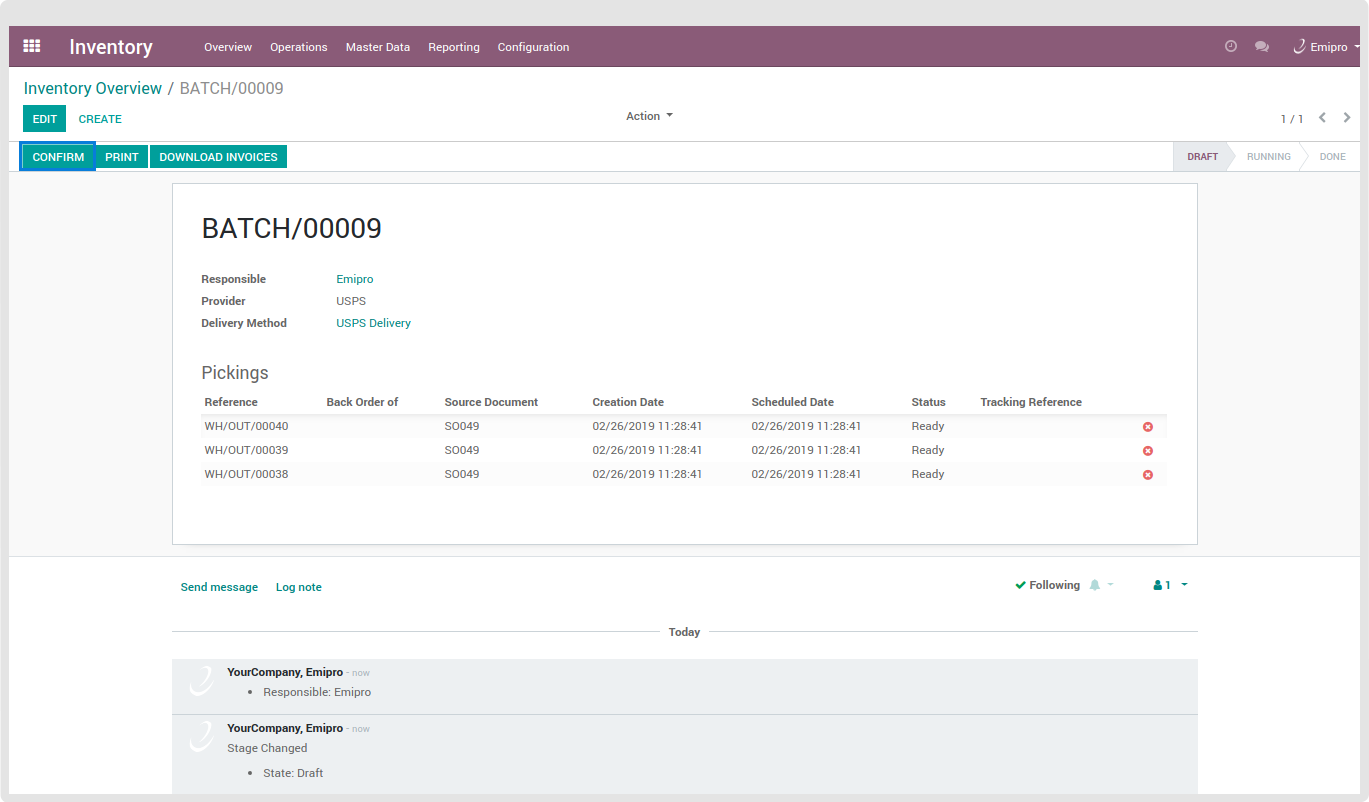 Inventory Overview Operations Master Data Reporting Configuration Emipro
Inventory Overview / BATCH/00009
EDIT CREATE Action 1 / 1
CONFIRM PRINT DOWNLOAD INVOICES DRAFT RUNNING DONE
BATCH/00009
Responsible Emipro
Provider USPS
Delivery Method USPS Delivery
Pickings
Reference Back Order of Source Document Creation Date Scheduled Date Status Tracking Reference
WH/OUT/00040 SO049 02/26/2019 11:28:41 02/26/2019 11:28:41 Ready
WH/OUT/00039 SO049 02/26/2019 11:28:41 02/26/2019 11:28:41 Ready
WH/OUT/00038 SO049 02/26/2019 11:28:41 02/26/2019 11:28:41 Ready
Send message Log note Following 1
Today
YourCompany, Emipro - now
• Responsible: Emipro
YourCompany, Emipro - now
Stage Changed
• State: Draft